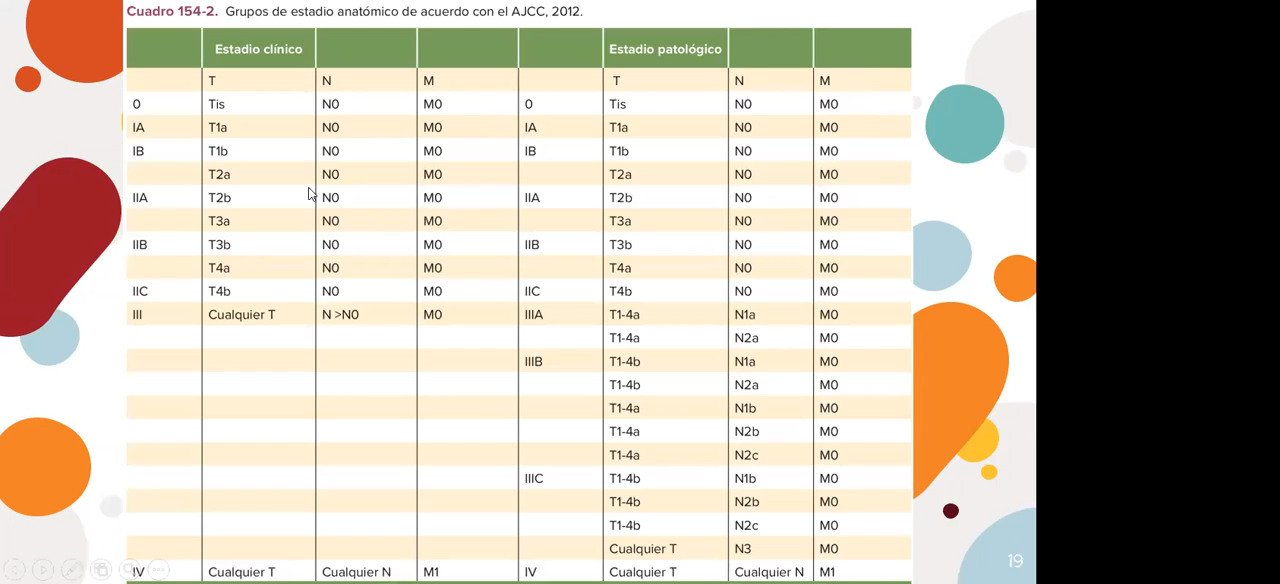 Cuadro 154-2. Grupos de estadio anatómico de acuerdo con el AJCC, 2012.
Estadio clínico Estadio patológico
T N M T N M
0 Tis N0 M0 0 Tis N0 M0
IA T1a N0 M0 IA T1a N0 M0
IB T1b N0 M0 IB T1b N0 M0
T2a N0 M0 T2a N0 M0
IIA T2b N0 M0 IIA T2b N0 M0
T3a N0 M0 T3a N0 M0
IIB T3b N0 M0 IIB T3b N0 M0
T4a N0 M0 T4a N0 M0
IIC T4b N0 M0 IIC T4b N0 M0
III Cualquier T N >N0 M0 IIIA T1-4a N1a M0
T1-4a N2a M0
IIIB T1-4b N1a M0
T1-4b N2a M0
T1-4a N1b M0
T1-4a N2b M0
T1-4a N2c M0
IIIC T1-4b N1b M0
T1-4b N2b M0
T1-4b N2c M0
Cualquier T N3 M0
IV Cualquier T Cualquier N M1 IV Cualquier T Cualquier N M1
19